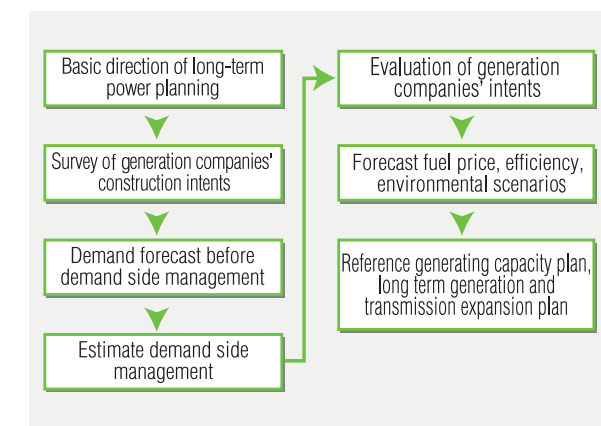 Basic direction of long-term
power planning
Survey of generation companies'
construction intents
Demand forecast before
demand side management
Estimate demand side
management
Evaluation of generation
companies' intents
Forecast fuel price, efficiency,
environmental scenarios
Reference generating capacity plan,
long term generation and
transmission expansion plan